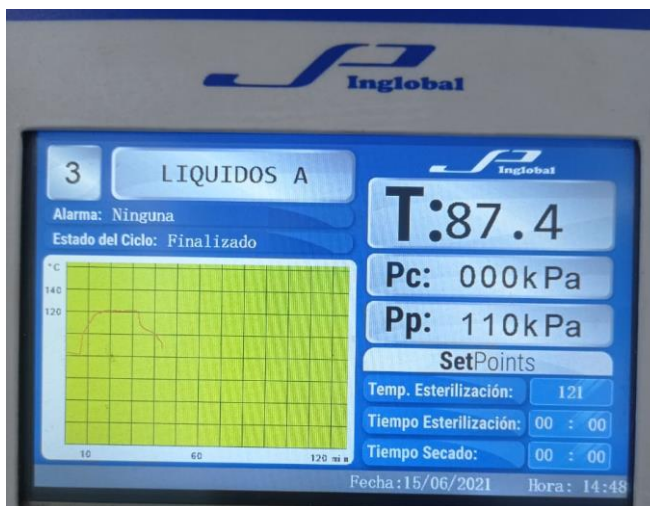 Inglobal
3 LIQUIDOS A
Inglobal
Alarma: Ninguna
Estado del Ciclo: Finalizado
T:87.4
Pc: 000kPa
Pp: 110kPa
SetPoints
Temp. Esterilización: 121
Tiempo Esterilización: 00 : 00
Tiempo Secado: 00 : 00
°C
140
120
10 60 120 min
Fecha:15/06/2021 Hora: 14:48